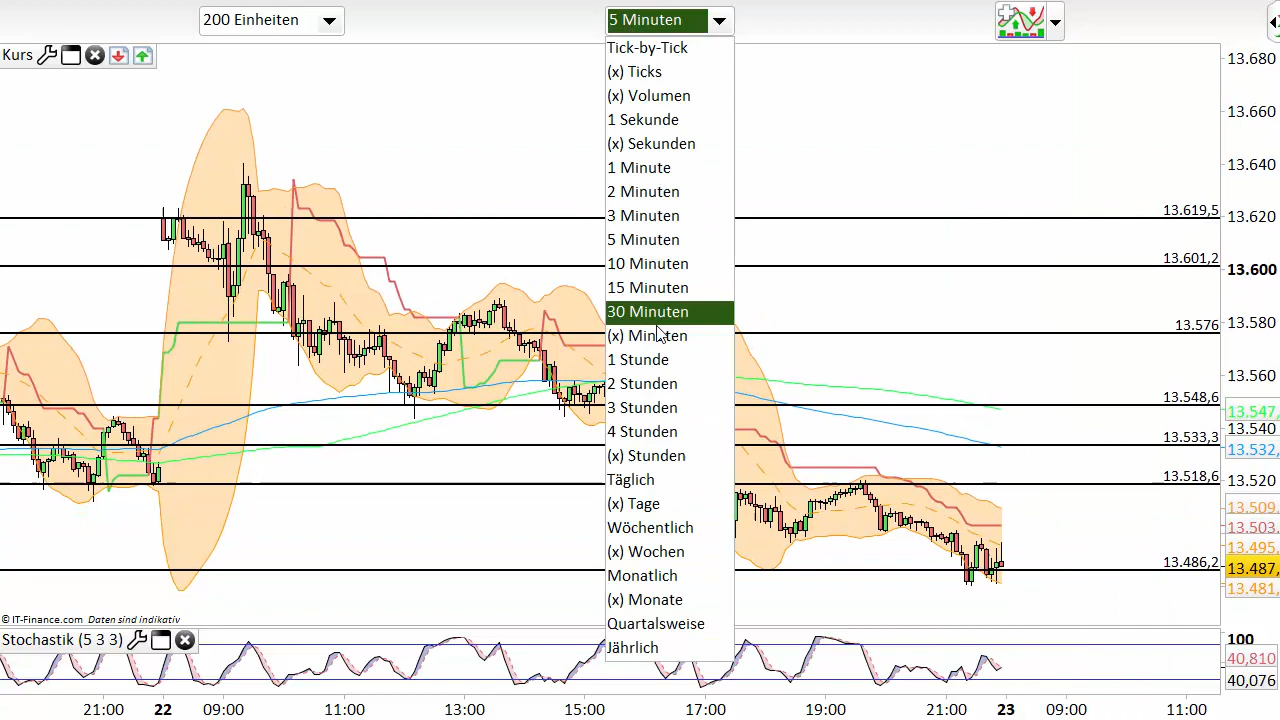 200 Einheiten
5 Minuten
Kurs
Tick-by-Tick
(x) Ticks
(x) Volumen
1 Sekunde
(x) Sekunden
1 Minute
2 Minuten
3 Minuten
5 Minuten
10 Minuten
15 Minuten
30 Minuten
(x) Minuten
1 Stunde
2 Stunden
3 Stunden
4 Stunden
(x) Stunden
Täglich
(x) Tage
Wöchentlich
(x) Wochen
Monatlich
(x) Monate
Quartalsweise
Jährlich
13.619,5
13.601,2
13.576
13.548,6
13.533,3
13.518,6
13.486,2
13.680
13.660
13.640
13.620
13.600
13.580
13.560
13.547,
13.540
13.532,
13.520
13.509,
13.503,
13.495,
13.487,
13.481,
© IT-Finance.com Daten sind indikativ
Stochastik (5 3 3)
100
40,810
40,076
21:00 22 09:00 11:00 13:00 15:00 17:00 19:00 21:00 23 09:00 11:00